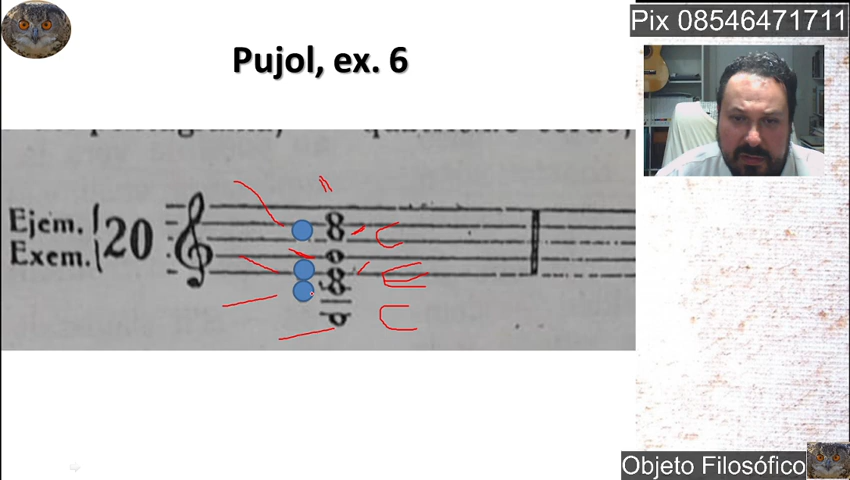 Pix 08546471711
Pujol, ex. 6
Ejem.
Exem.
20
C
E
C
Objeto Filosófico